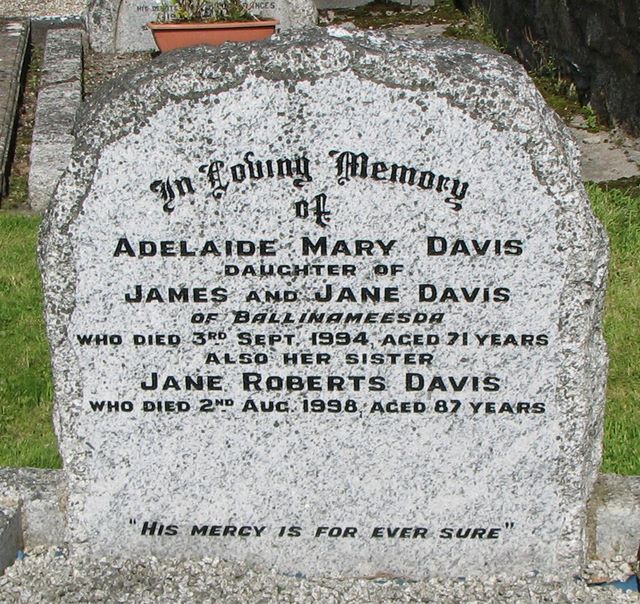 HIS DEBTS
In Loving Memory
of
ADELAIDE MARY DAVIS
DAUGHTER OF
JAMES AND JANE DAVIS
OF BALLINAMEESDA
WHO DIED 3RD SEPT. 1994, AGED 71 YEARS
ALSO HER SISTER
JANE ROBERTS DAVIS
WHO DIED 2ND AUG. 1998, AGED 87 YEARS
"HIS MERCY IS FOR EVER SURE"